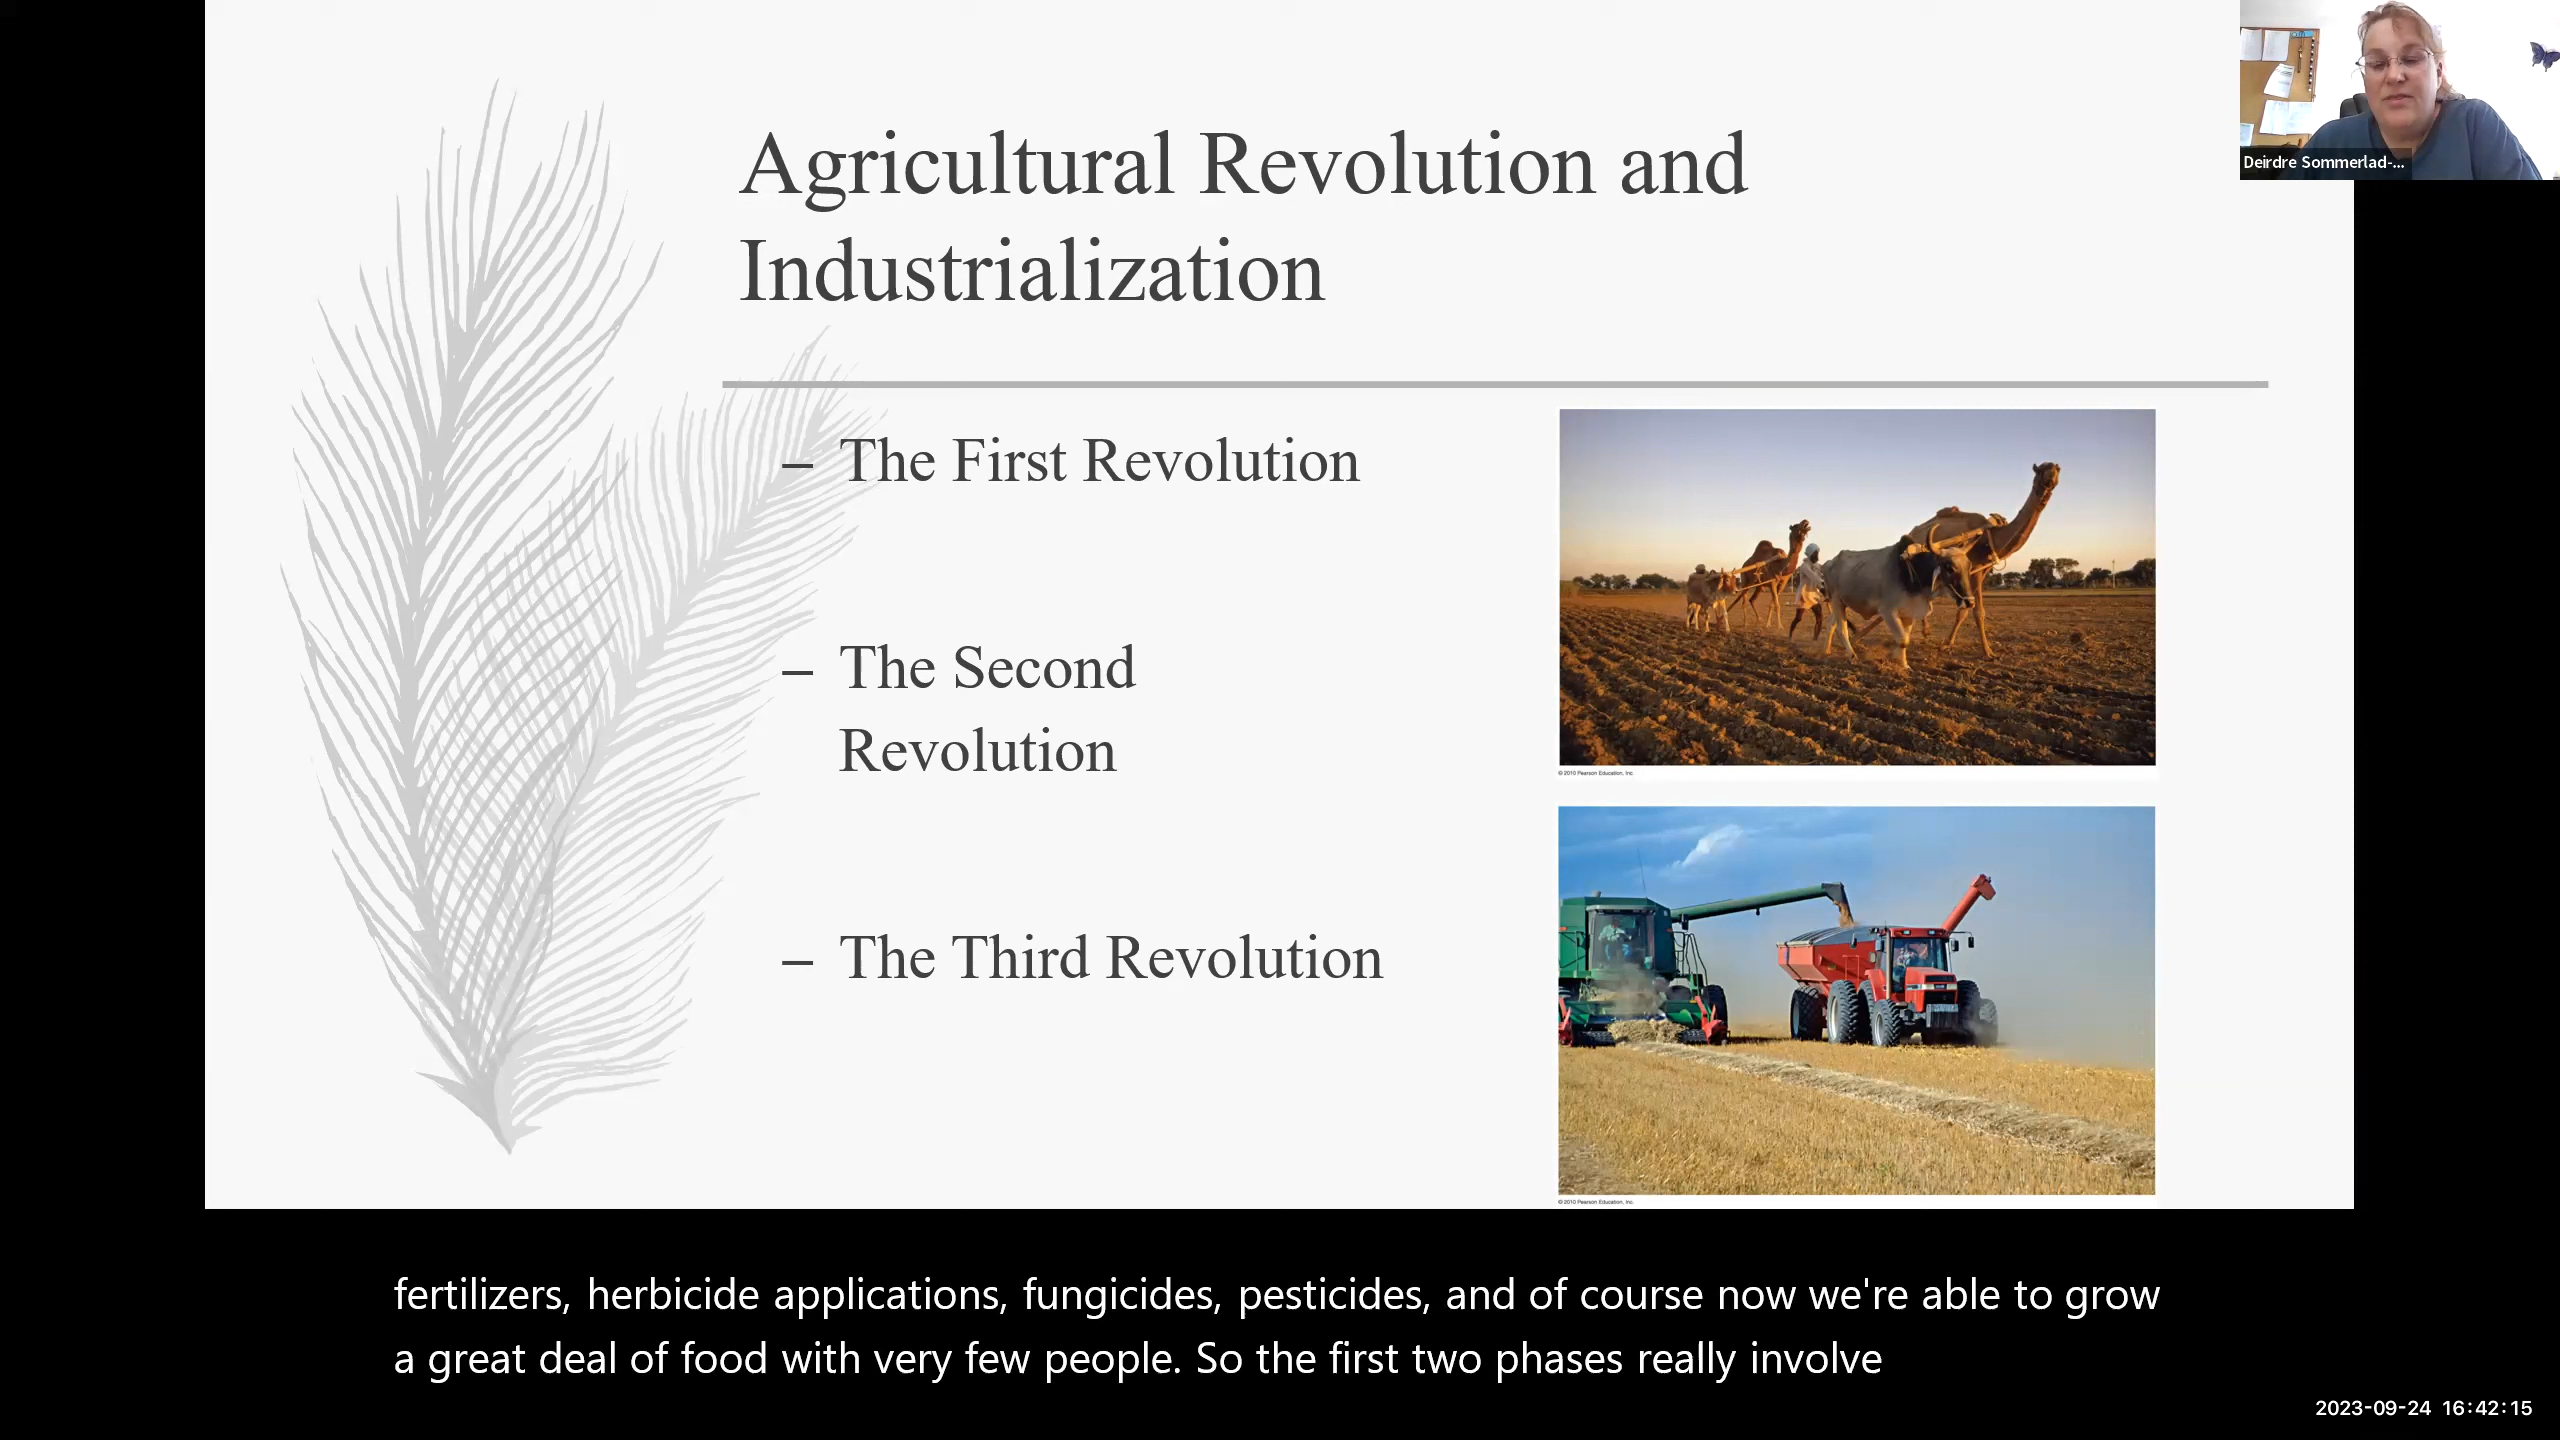 Agricultural Revolution and
Industrialization
– The First Revolution
– The Second
Revolution
– The Third Revolution
© 2010 Pearson Education, Inc.
© 2010 Pearson Education, Inc.
Deirdre Sommerlad-...
fertilizers, herbicide applications, fungicides, pesticides, and of course now we're able to grow
a great deal of food with very few people. So the first two phases really involve
2023-09-24 16:42:15